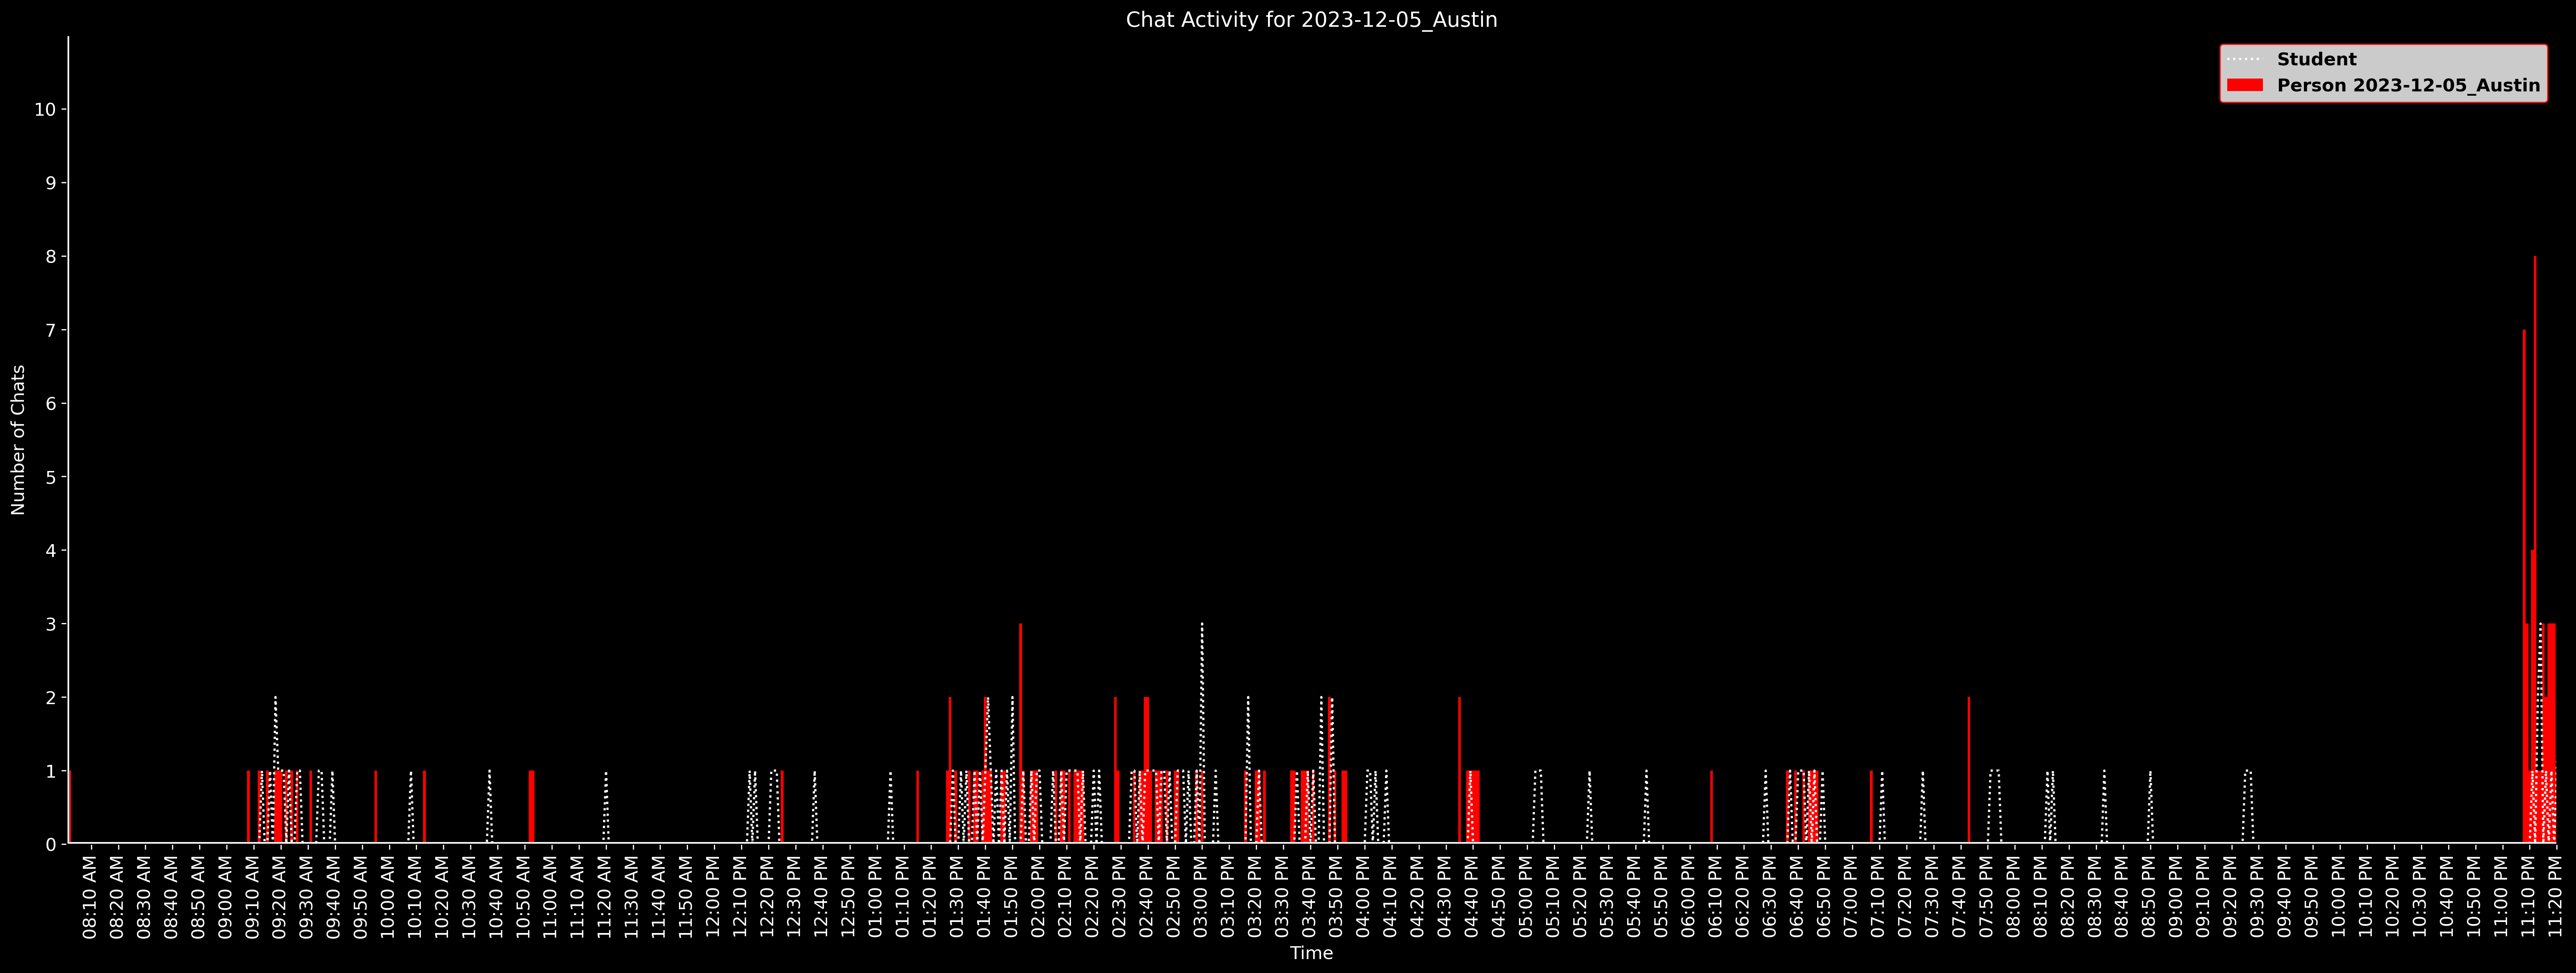 Chat Activity for 2023-12-05_Austin
Student
Person 2023-12-05_Austin
10
9
8
7
6
5
4
3
2
1
0
Number of Chats
08:10 AM
08:20 AM
08:30 AM
08:40 AM
08:50 AM
09:00 AM
09:10 AM
09:20 AM
09:30 AM
09:40 AM
09:50 AM
10:00 AM
10:10 AM
10:20 AM
10:30 AM
10:40 AM
10:50 AM
11:00 AM
11:10 AM
11:20 AM
11:30 AM
11:40 AM
11:50 AM
12:00 PM
12:10 PM
12:20 PM
12:30 PM
12:40 PM
12:50 PM
01:00 PM
01:10 PM
01:20 PM
01:30 PM
01:40 PM
01:50 PM
02:00 PM
02:10 PM
02:20 PM
02:30 PM
02:40 PM
02:50 PM
03:00 PM
03:10 PM
03:20 PM
03:30 PM
03:40 PM
03:50 PM
04:00 PM
04:10 PM
04:20 PM
04:30 PM
04:40 PM
04:50 PM
05:00 PM
05:10 PM
05:20 PM
05:30 PM
05:40 PM
05:50 PM
06:00 PM
06:10 PM
06:20 PM
06:30 PM
06:40 PM
06:50 PM
07:00 PM
07:10 PM
07:20 PM
07:30 PM
07:40 PM
07:50 PM
08:00 PM
08:10 PM
08:20 PM
08:30 PM
08:40 PM
08:50 PM
09:00 PM
09:10 PM
09:20 PM
09:30 PM
09:40 PM
09:50 PM
10:00 PM
10:10 PM
10:20 PM
10:30 PM
10:40 PM
10:50 PM
11:00 PM
11:10 PM
11:20 PM
Time